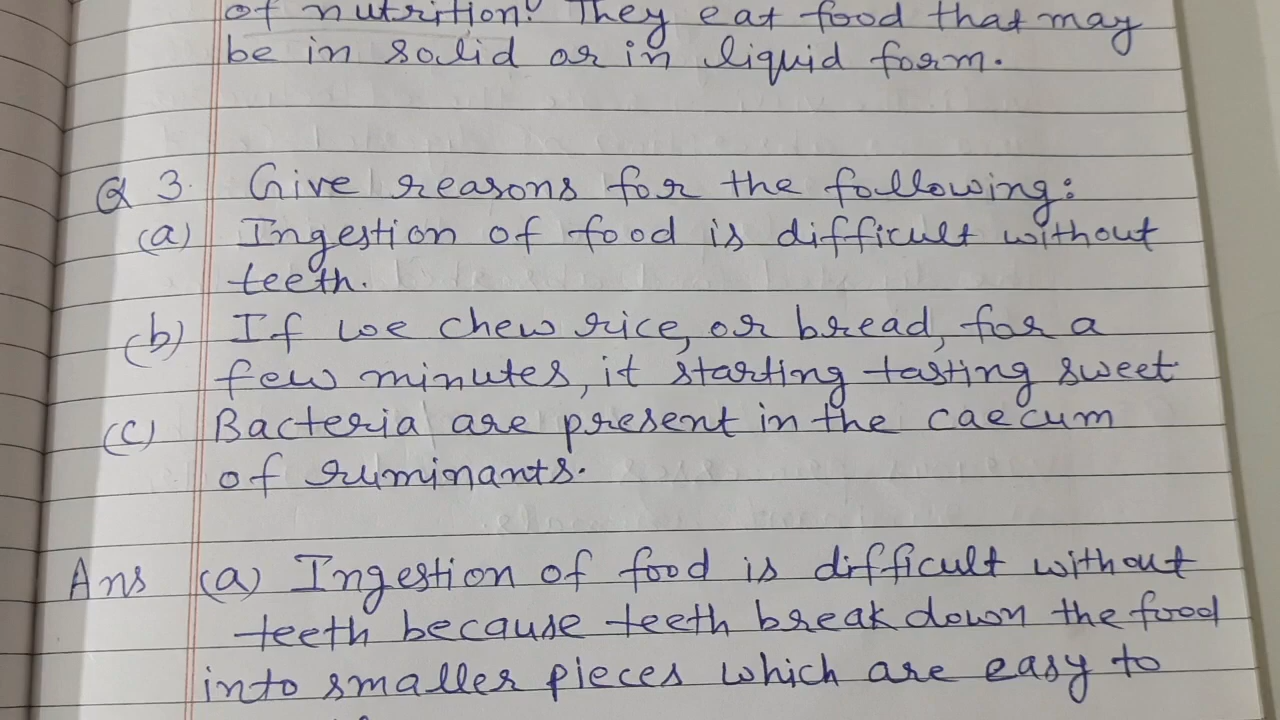 of nutrition. They eat food that may
be in solid or in liquid form.
Q 3. Give reasons for the following:
(a) Ingestion of food is difficult without
teeth.
(b) If we chew rice, or bread, for a
few minutes, it starting tasting sweet
(c) Bacteria are present in the caecum
of ruminants.
Ans (a) Ingestion of food is difficult without
teeth because teeth break down the food
into smaller pieces which are easy to